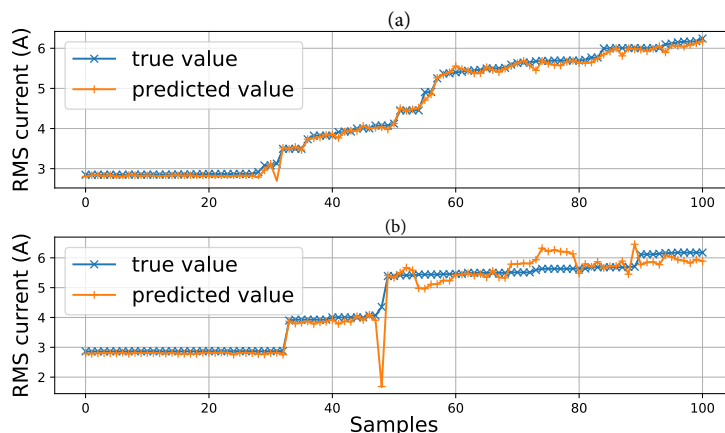 (a)
RMS current (A)
6
5
4
3
true value
predicted value
0 20 40 60 80 100
(b)
RMS current (A)
6
5
4
3
2
true value
predicted value
0 20 40 60 80 100
Samples